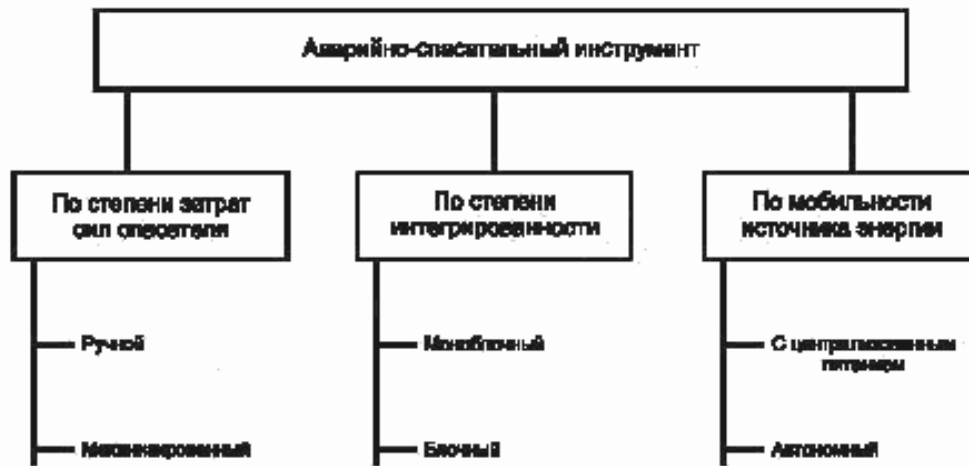 Аварийно-спасательный инструмент
По степени затрат
сил спасателя
По степени
интегрированности
По мобильности
источника энергии
Ручной
Моноблочный
С централизованным
питанием
Механизированный
Блочный
Автономный